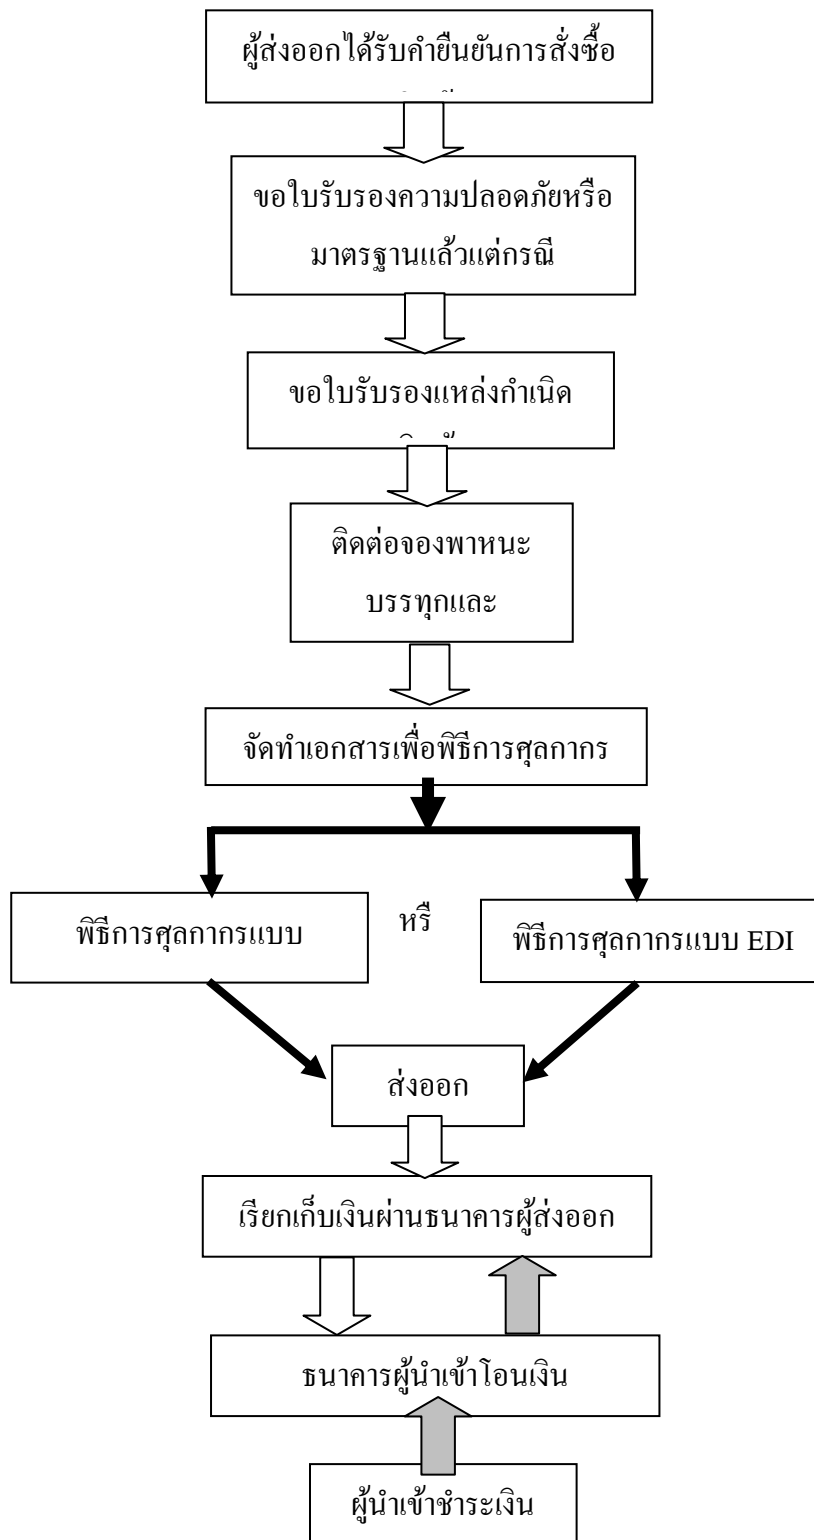 ผู้ส่งออกได้รับคำยืนยันการสั่งซื้อ
ขอใบรับรองความปลอดภัยหรือ
มาตรฐานแล้วแต่กรณี
ขอใบรับรองแหล่งกำเนิด
ติดต่อจองพาหนะ
บรรทุกและ
จัดทำเอกสารเพื่อพิธีการศุลกากร
พิธีการศุลกากรแบบ
หรื
พิธีการศุลกากรแบบ EDI
ส่งออก
เรียกเก็บเงินผ่านธนาคารผู้ส่งออก
ธนาคารผู้นำเข้าโอนเงิน
ผู้นำเข้าชำระเงิน